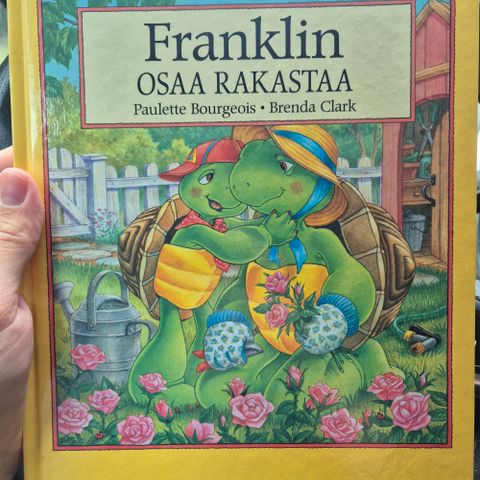 Franklin
OSAA RAKASTAA
Paulette Bourgeois • Brenda Clark